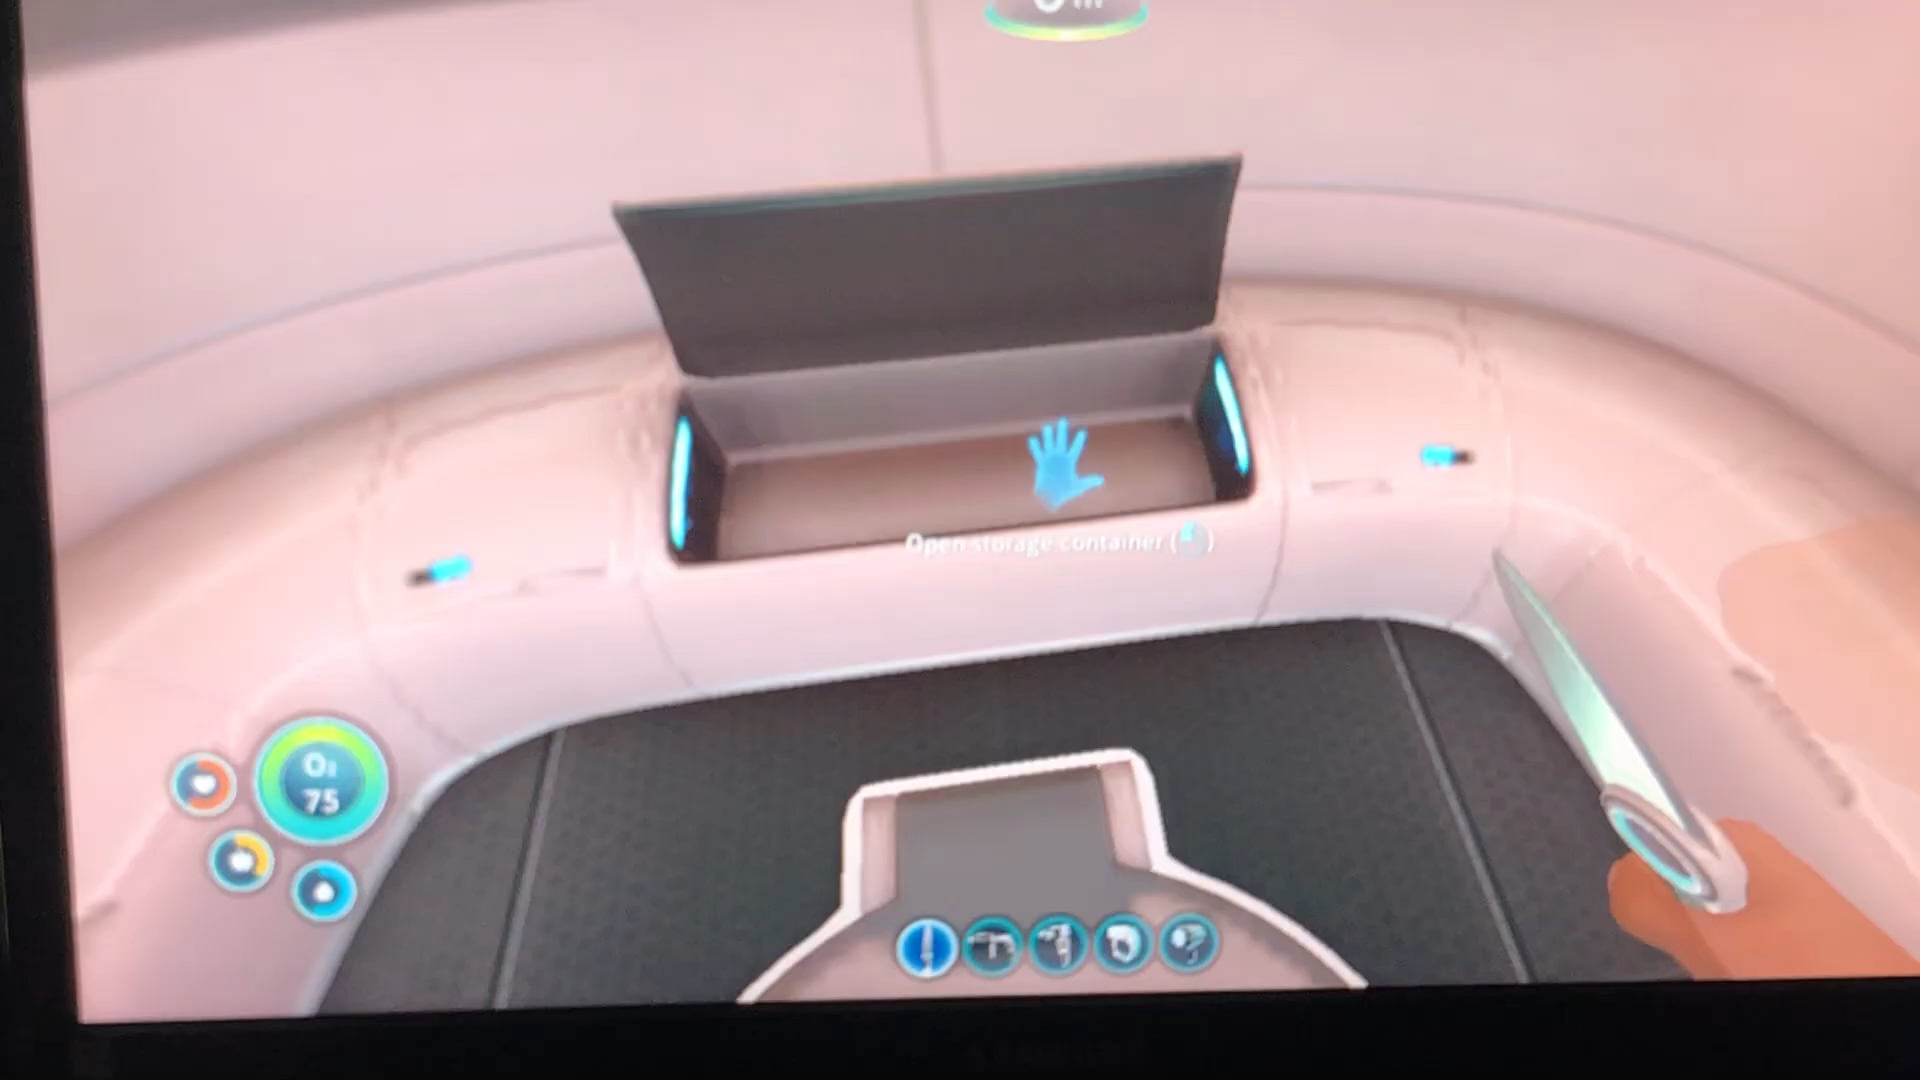 Open storage container ( )
O₂
75